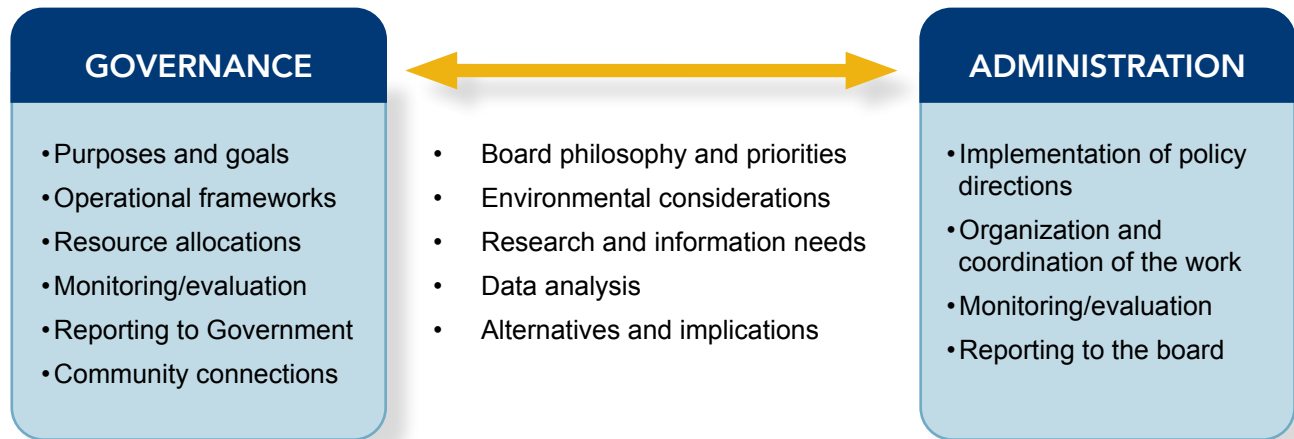 GOVERNANCE
•Purposes and goals
•Operational frameworks
•Resource allocations
•Monitoring/evaluation
•Reporting to Government
•Community connections
• Board philosophy and priorities
• Environmental considerations
• Research and information needs
• Data analysis
• Alternatives and implications
ADMINISTRATION
•Implementation of policy
directions
•Organization and
coordination of the work
•Monitoring/evaluation
•Reporting to the board